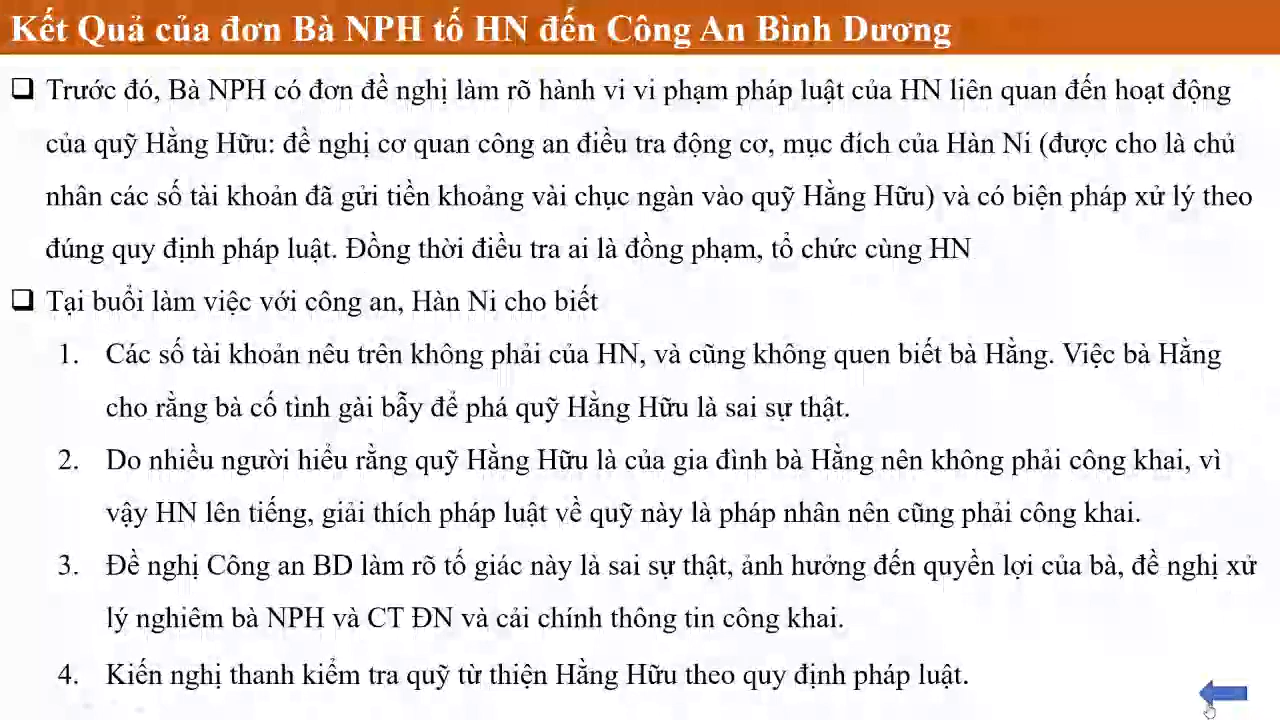 Kết Quả của đơn Bà NPH tố HN đến Công An Bình Dương
Trước đó, Bà NPH có đơn đề nghị làm rõ hành vi vi phạm pháp luật của HN liên quan đến hoạt động
của quỹ Hằng Hữu: đề nghị cơ quan công an điều tra động cơ, mục đích của Hàn Ni (được cho là chủ
nhân các số tài khoản đã gửi tiền khoảng vài chục ngàn vào quỹ Hằng Hữu) và có biện pháp xử lý theo
đúng quy định pháp luật. Đồng thời điều tra ai là đồng phạm, tổ chức cùng HN
Tại buổi làm việc với công an, Hàn Ni cho biết
1. Các số tài khoản nêu trên không phải của HN, và cũng không quen biết bà Hằng. Việc bà Hằng
cho rằng bà cố tình gài bẫy để phá quỹ Hằng Hữu là sai sự thật.
2. Do nhiều người hiểu rằng quỹ Hằng Hữu là của gia đình bà Hằng nên không phải công khai, vì
vậy HN lên tiếng, giải thích pháp luật về quỹ này là pháp nhân nên cũng phải công khai.
3. Đề nghị Công an BD làm rõ tố giác này là sai sự thật, ảnh hưởng đến quyền lợi của bà, đề nghị xử
lý nghiêm bà NPH và CT ĐN và cải chính thông tin công khai.
4. Kiến nghị thanh kiểm tra quỹ từ thiện Hằng Hữu theo quy định pháp luật.